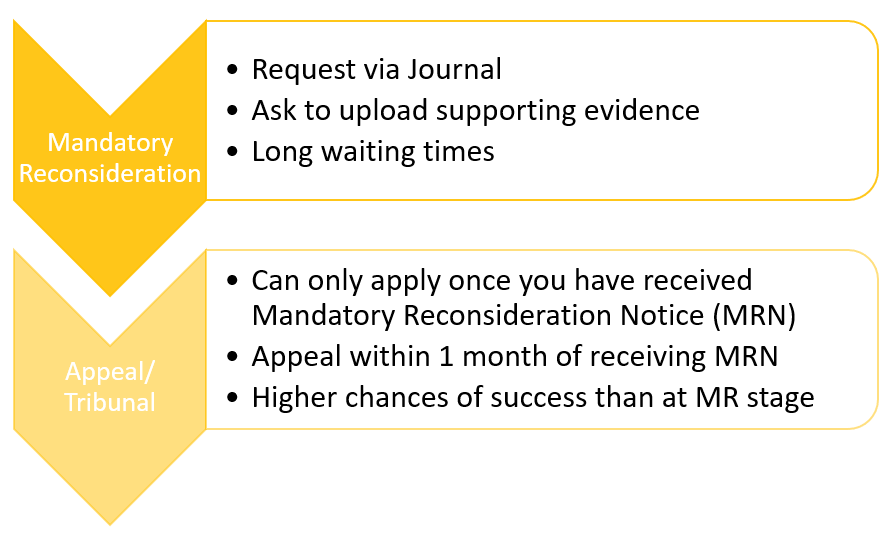 Mandatory
Reconsideration
• Request via Journal
• Ask to upload supporting evidence
• Long waiting times
Appeal/
Tribunal
• Can only apply once you have received
Mandatory Reconsideration Notice (MRN)
• Appeal within 1 month of receiving MRN
• Higher chances of success than at MR stage